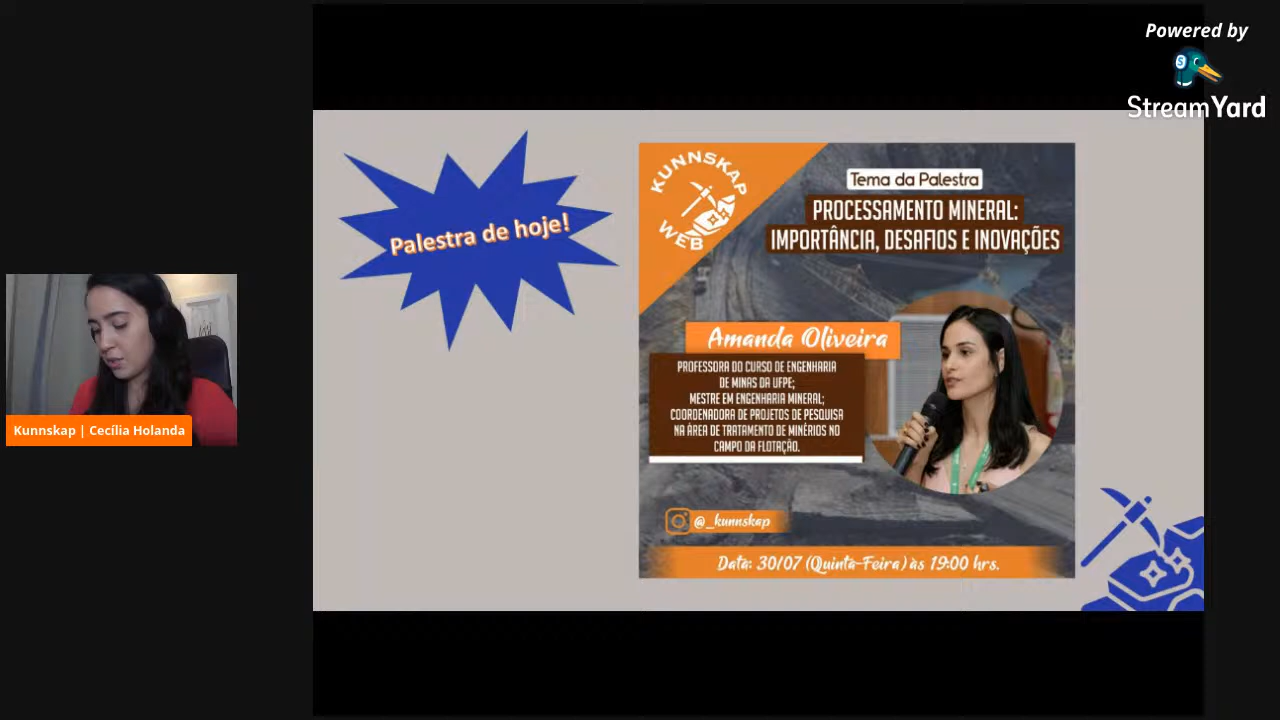 Powered by
StreamYard
Palestra de hoje!
KUNNSKAP
WEB
Tema da Palestra
PROCESSAMENTO MINERAL:
IMPORTÂNCIA, DESAFIOS E INOVAÇÕES
Amanda Oliveira
PROFESSORA DO CURSO DE ENGENHARIA
DE MINAS DA UFPE;
MESTRE EM ENGENHARIA MINERAL;
COORDENADORA DE PROJETOS DE PESQUISA
NA ÁREA DE TRATAMENTO DE MINÉRIOS NO
CAMPO DA FLOTAÇÃO.
@_kunnskap
Data: 30/07 (Quinta-Feira) às 19:00 hrs.
Kunnskap | Cecília Holanda